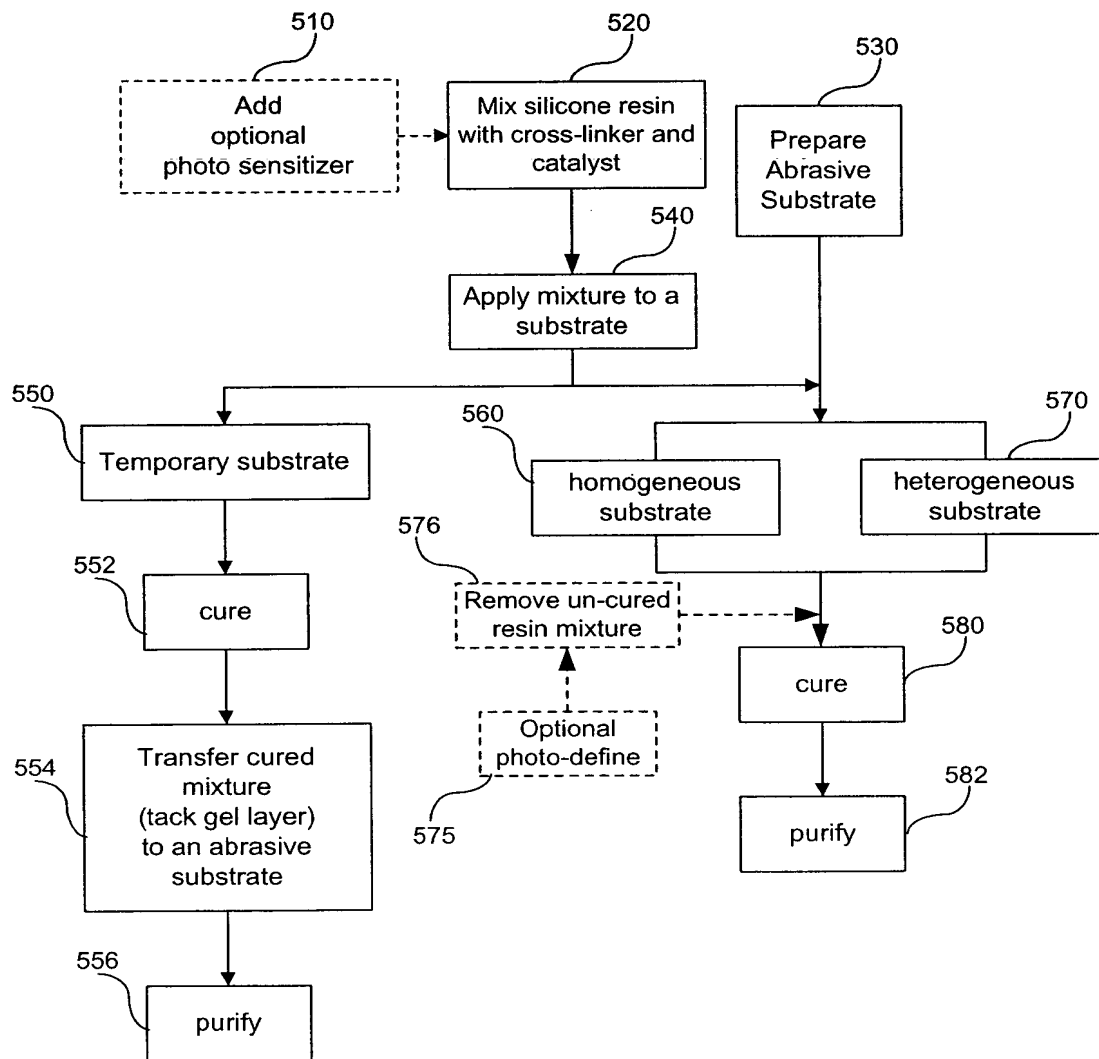 510
520
530
Add
optional
photo sensitizer
Mix silicone resin
with cross-linker and
catalyst
Prepare
Abrasive
Substrate
540
Apply mixture to a
substrate
550
Temporary substrate
560
homogeneous
substrate
570
heterogeneous
substrate
576
Remove un-cured
resin mixture
552
cure
580
cure
Optional
photo-define
575
554
Transfer cured
mixture
(tack gel layer)
to an abrasive
substrate
582
purify
556
purify